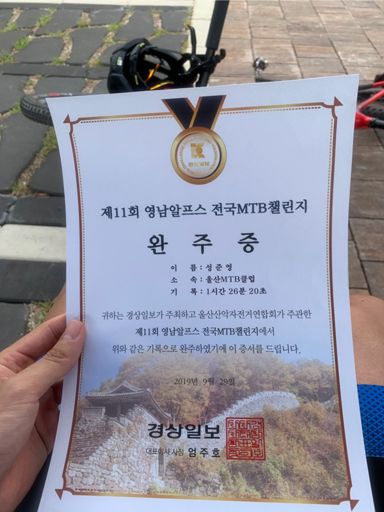 제11회 영남알프스 전국MTB챌린지
완 주 증
이 름 : 성 준 영
소 속 : 울산MTB클럽
기 록 : 1시간 26분 20초
귀하는 경상일보가 주최하고 울산산악자전거연합회가 주관한
제11회 영남알프스 전국MTB챌린지에서
위와 같은 기록으로 완주하였기에 이 증서를 드립니다.
2019년 9월 29일
경상일보
대표이사 사장 엄주호